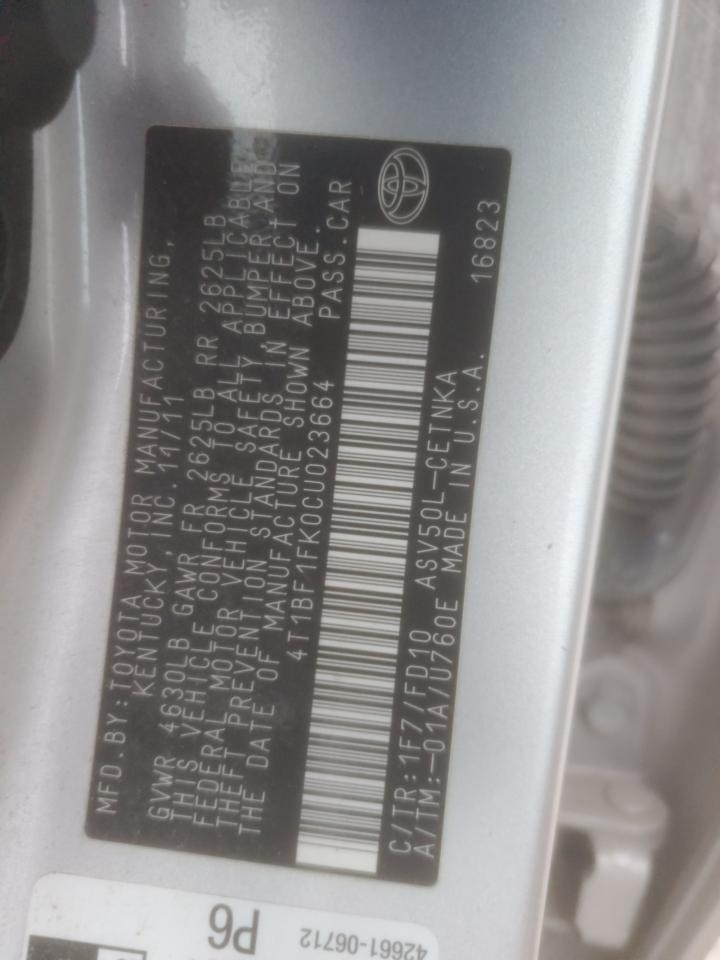 MFD.BY:TOYOTA MOTOR MANUFACTURING,
KENTUCKY,INC.11/11
GVWR 4630LB GAWR FR 2625LB RR 2625LB
THIS VEHICLE CONFORMS TO ALL APPLICABLE
FEDERAL MOTOR VEHICLE SAFETY,BUMPER,AND
THEFT PREVENTION STANDARDS IN EFFECT ON
THE DATE OF MANUFACTURE SHOWN ABOVE.
4T1BF1FK0CU023664 PASS.CAR
C/TR:1F7/FD10 ASV50L-CETNKA
A/TM:-01A/U760E MADE IN U.S.A. 16823
P6
42661-06712